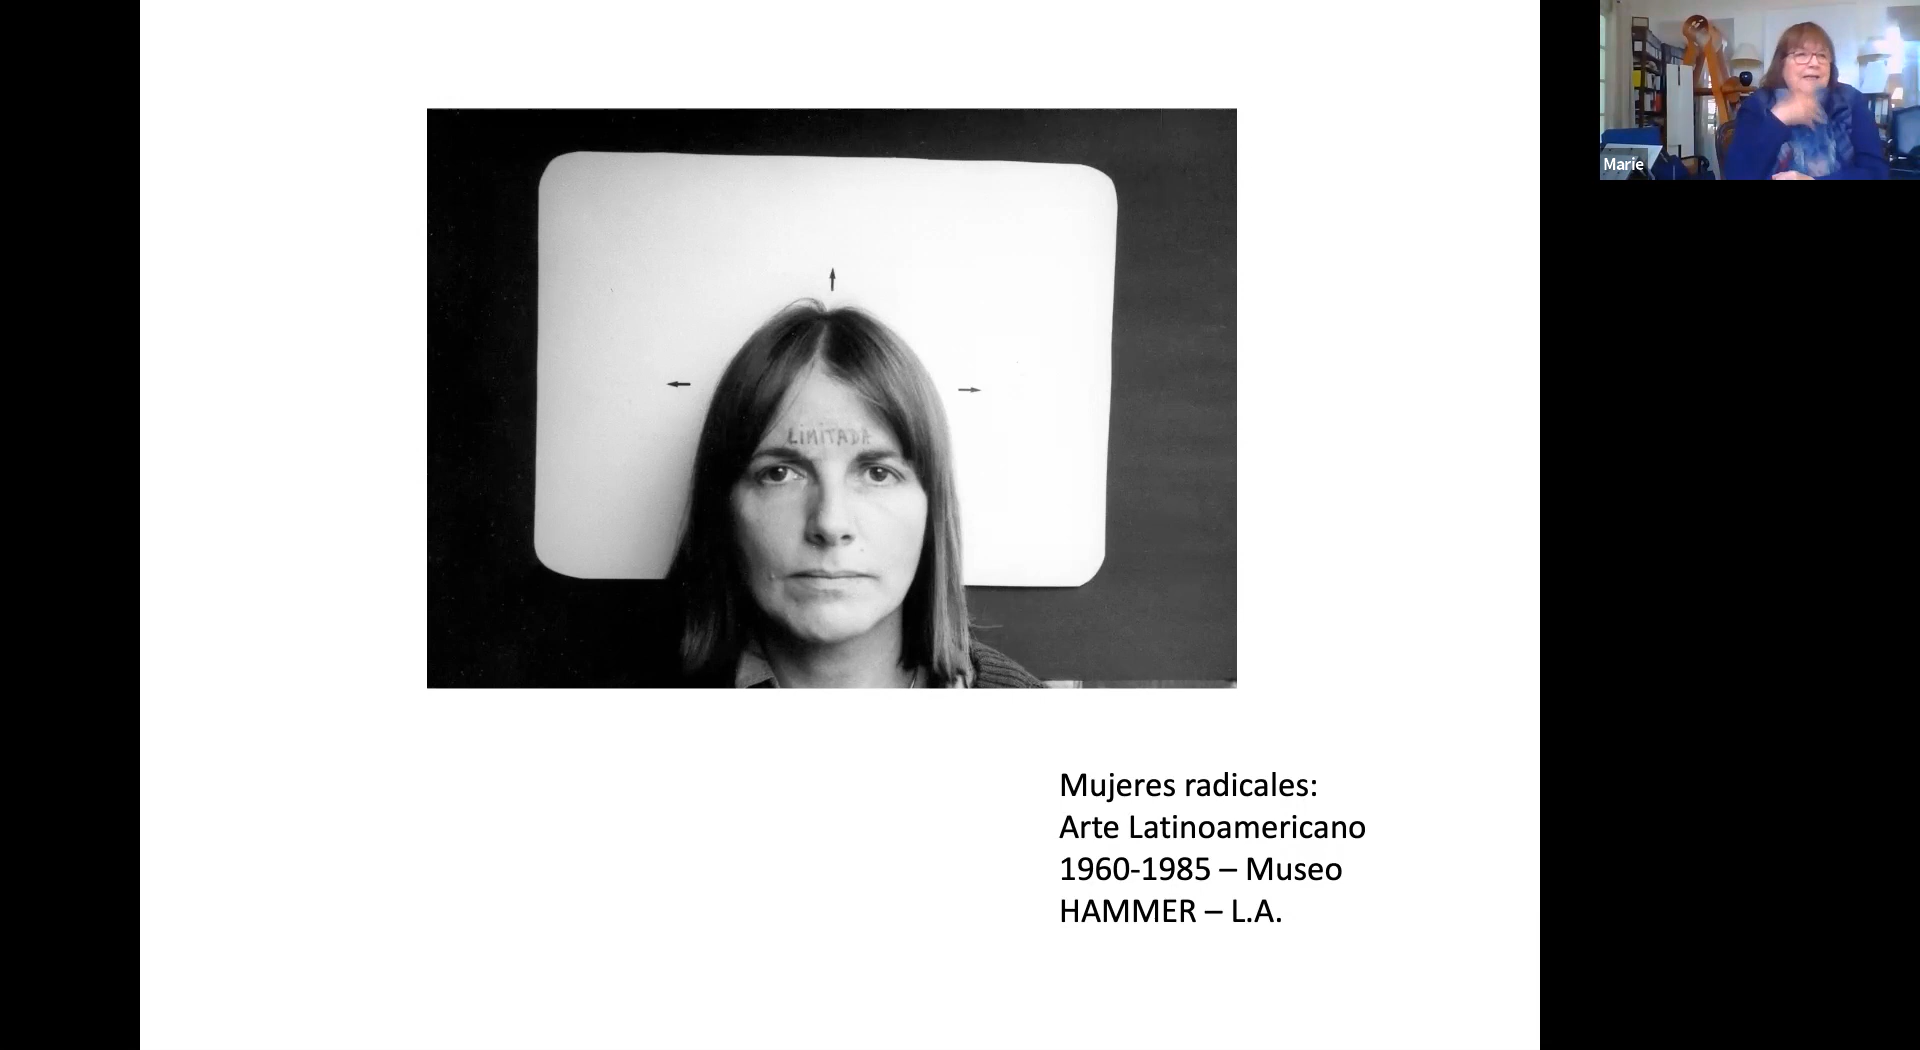 LIMITADA
Mujeres radicales:
Arte Latinoamericano
1960-1985 – Museo
HAMMER – L.A.
Marie